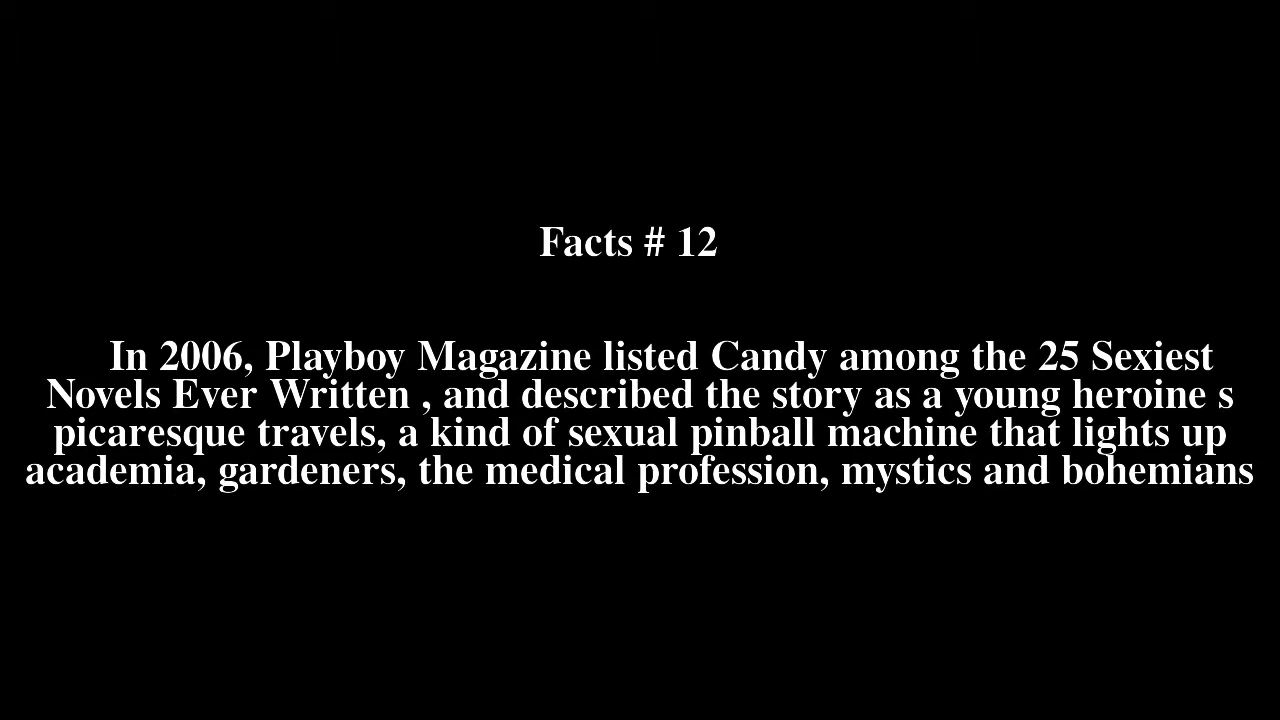 Facts # 12
In 2006, Playboy Magazine listed Candy among the 25 Sexiest
Novels Ever Written , and described the story as a young heroine s
picaresque travels, a kind of sexual pinball machine that lights up
academia, gardeners, the medical profession, mystics and bohemians